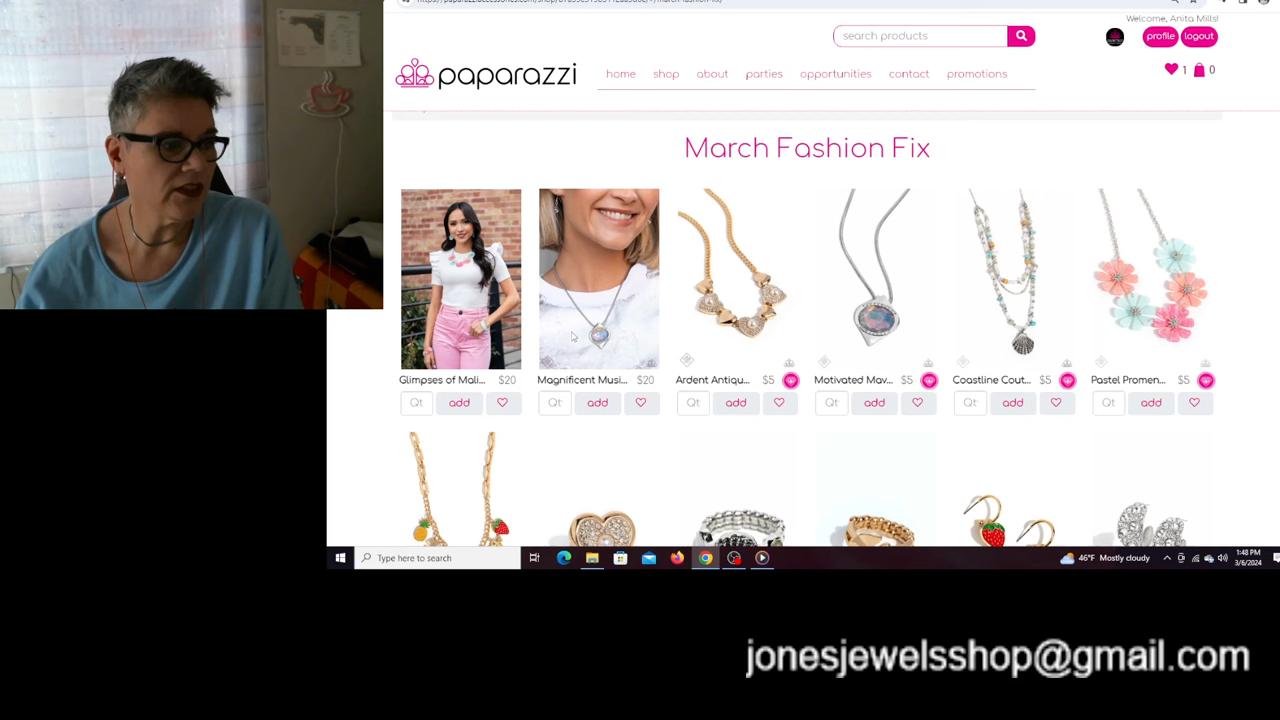 Welcome, Anita Mills!
search products
profile
logout
paparazzi
home
shop
about
parties
opportunities
contact
promotions
1
0
March Fashion Fix
Glimpses of Mali... $20
Magnificent Musi... $20
Ardent Antiqu... $5
Motivated Mav... $5
Coastline Cout... $5
Pastel Promen... $5
Qt add
Qt add
Qt add
Qt add
Qt add
Qt add
Type here to search
46°F Mostly cloudy
1:48 PM
3/6/2024
jonesjewelsshop@gmail.com